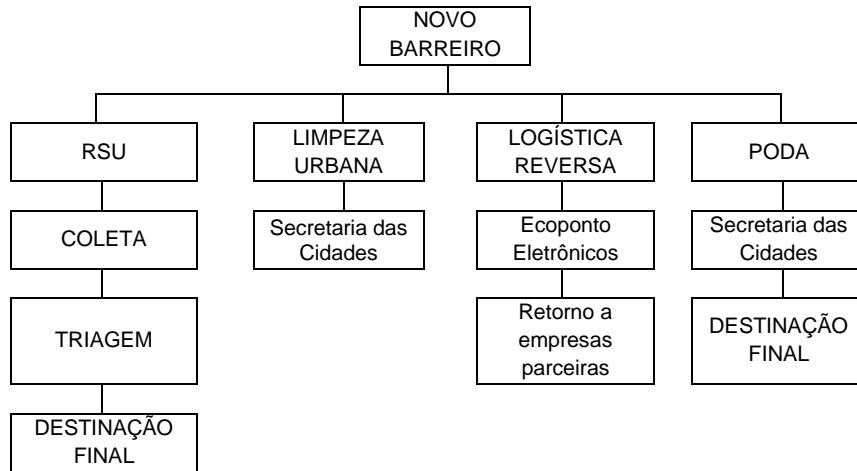 NOVO
BARREIRO
RSU
LIMPEZA
URBANA
LOGÍSTICA
REVERSA
PODA
COLETA
Secretaria das
Cidades
Ecoponto
Eletrônicos
Secretaria das
Cidades
TRIAGEM
Retorno a
empresas
parceiras
DESTINAÇÃO
FINAL
DESTINAÇÃO
FINAL